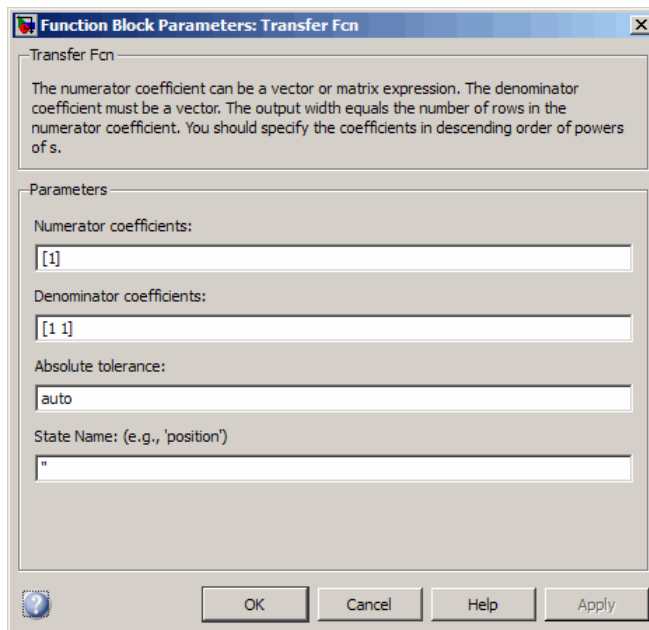 Function Block Parameters: Transfer Fcn
Transfer Fcn
The numerator coefficient can be a vector or matrix expression. The denominator
coefficient must be a vector. The output width equals the number of rows in the
numerator coefficient. You should specify the coefficients in descending order of powers
of s.
Parameters
Numerator coefficients:
[1]
Denominator coefficients:
[1 1]
Absolute tolerance:
auto
State Name: (e.g., 'position')
''
OK Cancel Help Apply